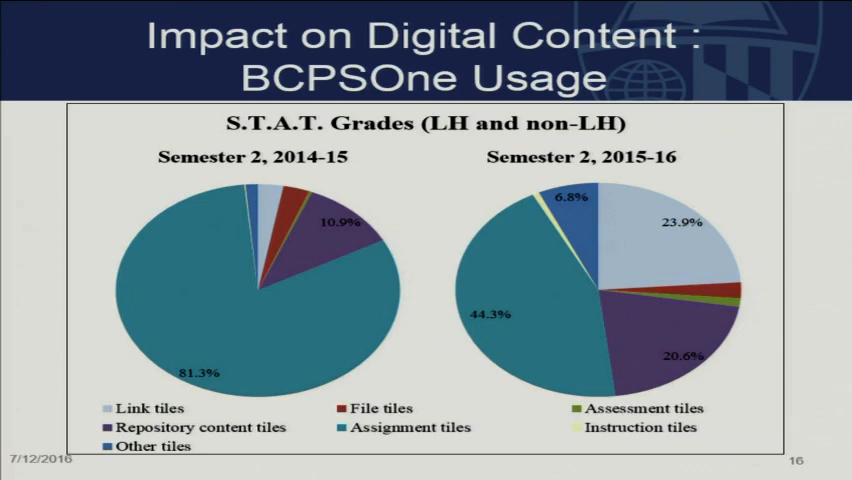 Impact on Digital Content :
BCPSOne Usage
S.T.A.T. Grades (LH and non-LH)
Semester 2, 2014-15
Semester 2, 2015-16
10.9%
81.3%
6.8%
23.9%
44.3%
20.6%
Link tiles
File tiles
Assessment tiles
Repository content tiles
Assignment tiles
Instruction tiles
Other tiles
7/12/2016
16